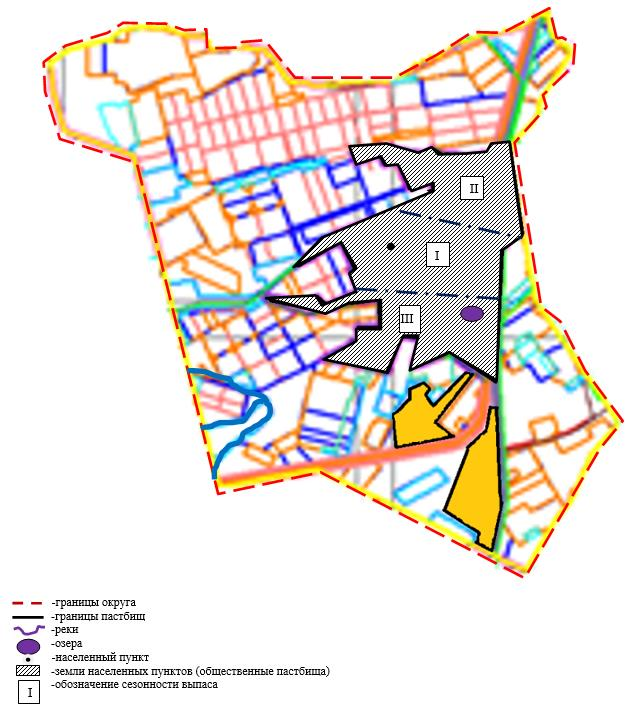 II
I
III
-границы округа
-границы пастбищ
-реки
-озера
-населенный пункт
-земли населенных пунктов (общественные пастбища)
I
-обозначение сезонности выпаса